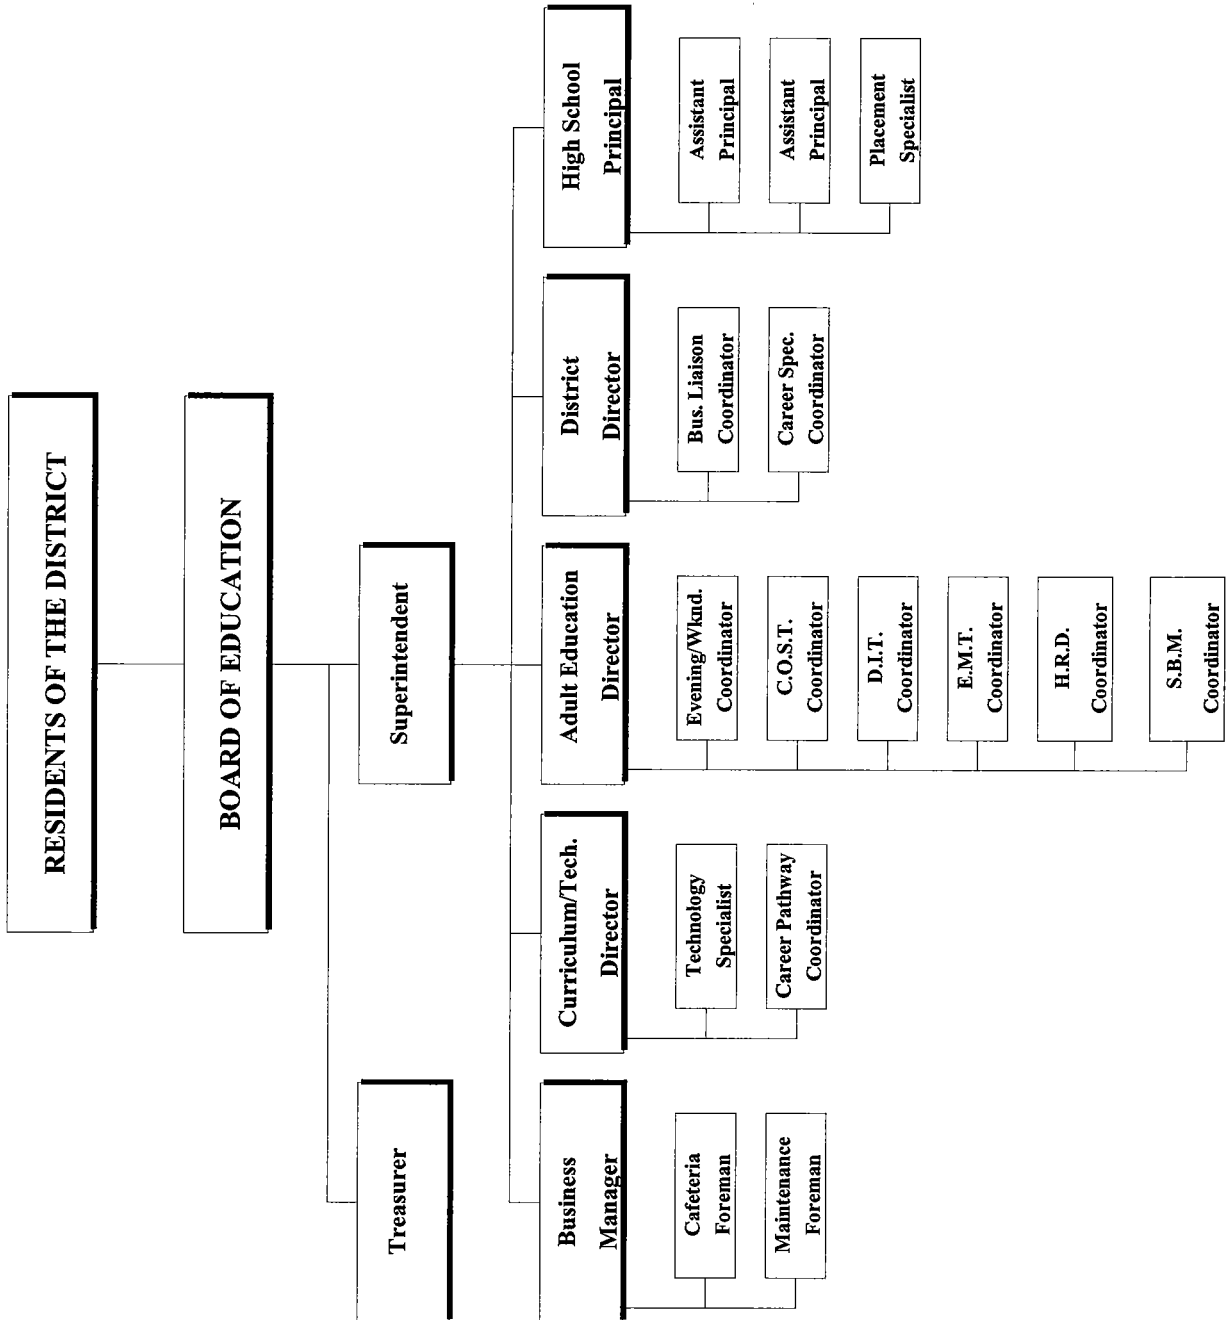 RESIDENTS OF THE DISTRICT
BOARD OF EDUCATION
Treasurer
Superintendent
Business
Manager
Curriculum/Tech.
Director
Adult Education
Director
District
Director
High School
Principal
Cafeteria
Foreman
Maintenance
Foreman
Technology
Specialist
Career Pathway
Coordinator
Evening/Wknd.
Coordinator
C.O.S.T.
Coordinator
D.I.T.
Coordinator
E.M.T.
Coordinator
H.R.D.
Coordinator
S.B.M.
Coordinator
Bus. Liaison
Coordinator
Career Spec.
Coordinator
Assistant
Principal
Assistant
Principal
Placement
Specialist